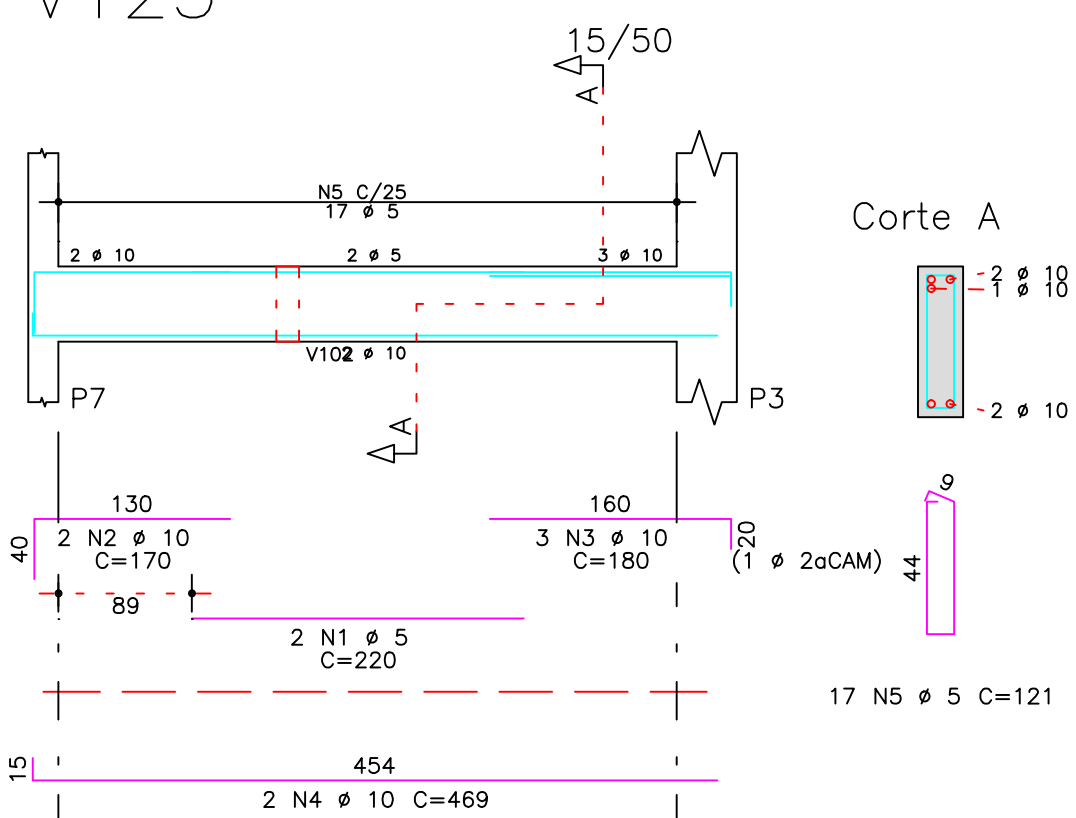 V123
15/50
A
N5 C/25
17 ø 5
Corte A
2 ø 10
2 ø 5
3 ø 10
2 ø 10
1 ø 10
V102
2 ø 10
P7
P3
2 ø 10
A
130
160
9
40
2 N2 ø 10
C=170
3 N3 ø 10
C=180
20
(1 ø 2aCAM)
44
89
2 N1 ø 5
C=220
17 N5 ø 5 C=121
15
454
2 N4 ø 10 C=469